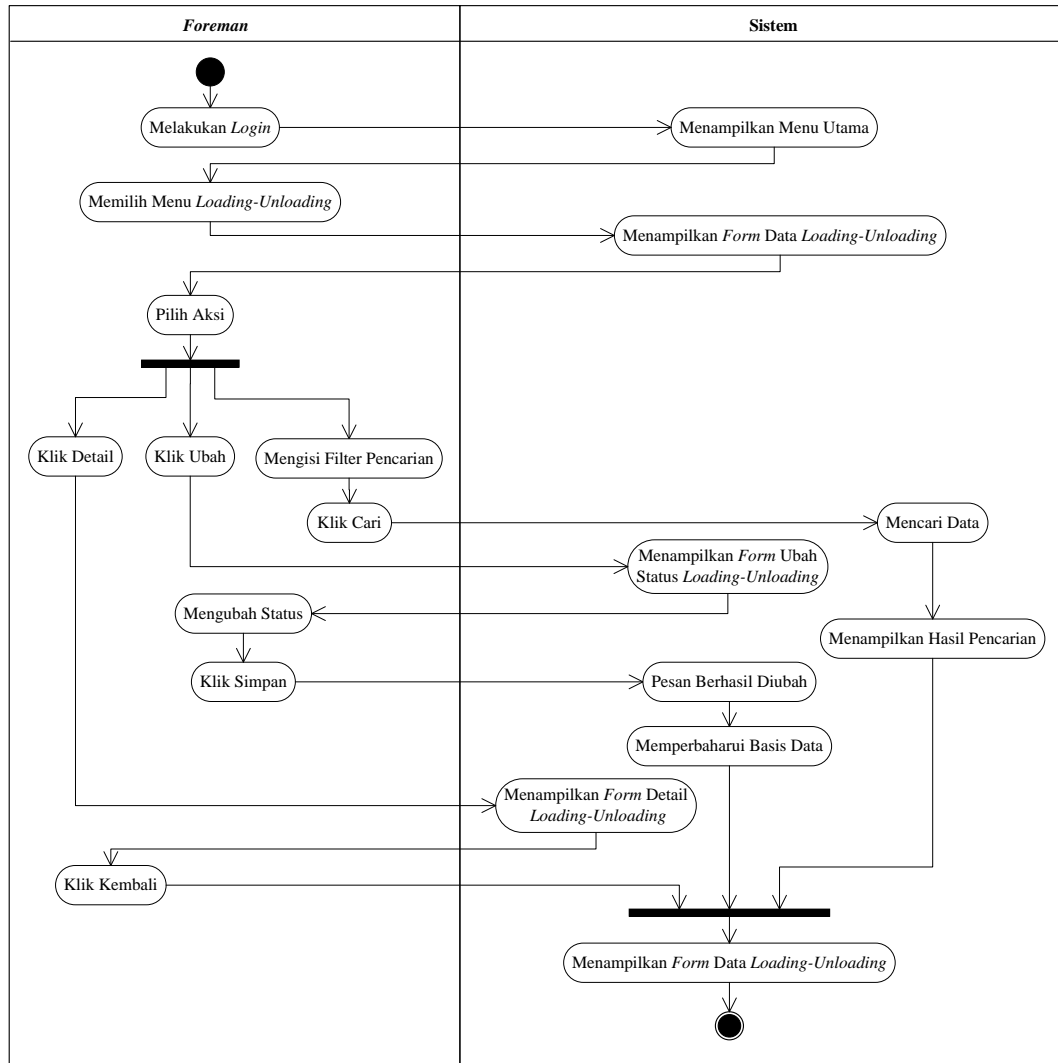 Foreman
Sistem
Melakukan Login
Menampilkan Menu Utama
Memilih Menu Loading-Unloading
Menampilkan Form Data Loading-Unloading
Pilih Aksi
Klik Detail
Klik Ubah
Mengisi Filter Pencarian
Klik Cari
Mencari Data
Menampilkan Form Ubah
Status Loading-Unloading
Mengubah Status
Menampilkan Hasil Pencarian
Klik Simpan
Pesan Berhasil Diubah
Memperbaharui Basis Data
Menampilkan Form Detail
Loading-Unloading
Klik Kembali
Menampilkan Form Data Loading-Unloading